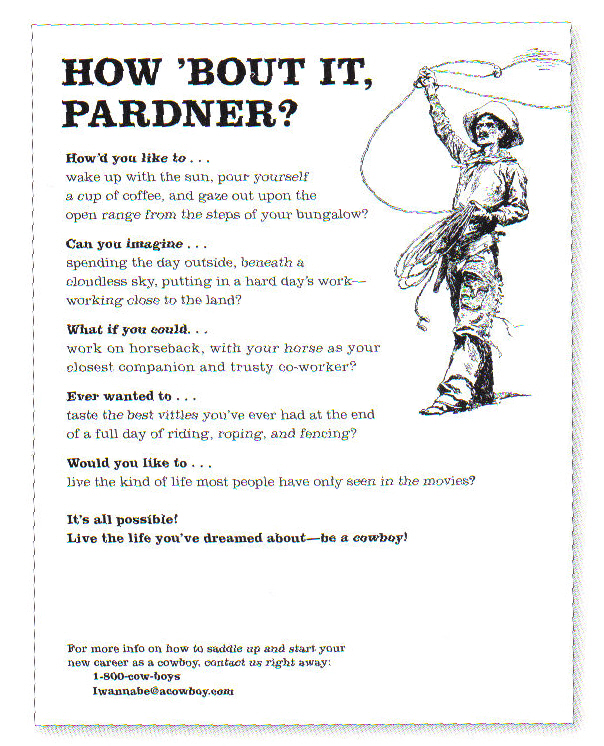 HOW ’BOUT IT,
PARDNER?
How’d you like to . . .
wake up with the sun, pour yourself
a cup of coffee, and gaze out upon the
open range from the steps of your bungalow?
Can you imagine . . .
spending the day outside, beneath a
cloudless sky, putting in a hard day’s work—
working close to the land?
What if you could. . .
work on horseback, with your horse as your
closest companion and trusty co-worker?
Ever wanted to . . .
taste the best vittles you’ve ever had at the end
of a full day of riding, roping, and fencing?
Would you like to . . .
live the kind of life most people have only seen in the movies?
It’s all possible!
Live the life you’ve dreamed about—be a cowboy!
For more info on how to saddle up and start your
new career as a cowboy, contact us right away:
1-800-cow-boys
Iwannabe@acowboy.com